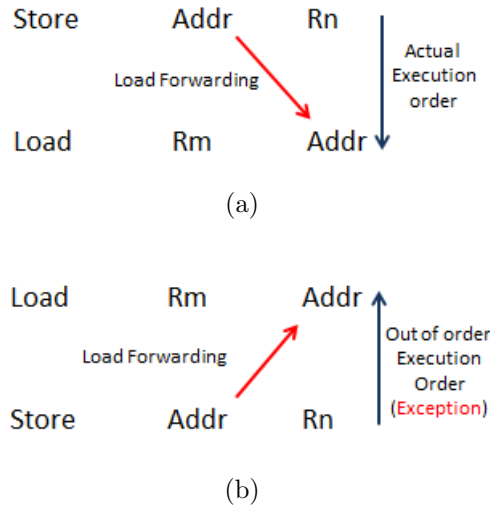 Store Addr Rn
Load Forwarding
Actual
Execution
order
Load Rm Addr
(a)
Load Rm Addr
Load Forwarding
Out of order
Execution
Order
(Exception)
Store Addr Rn
(b)